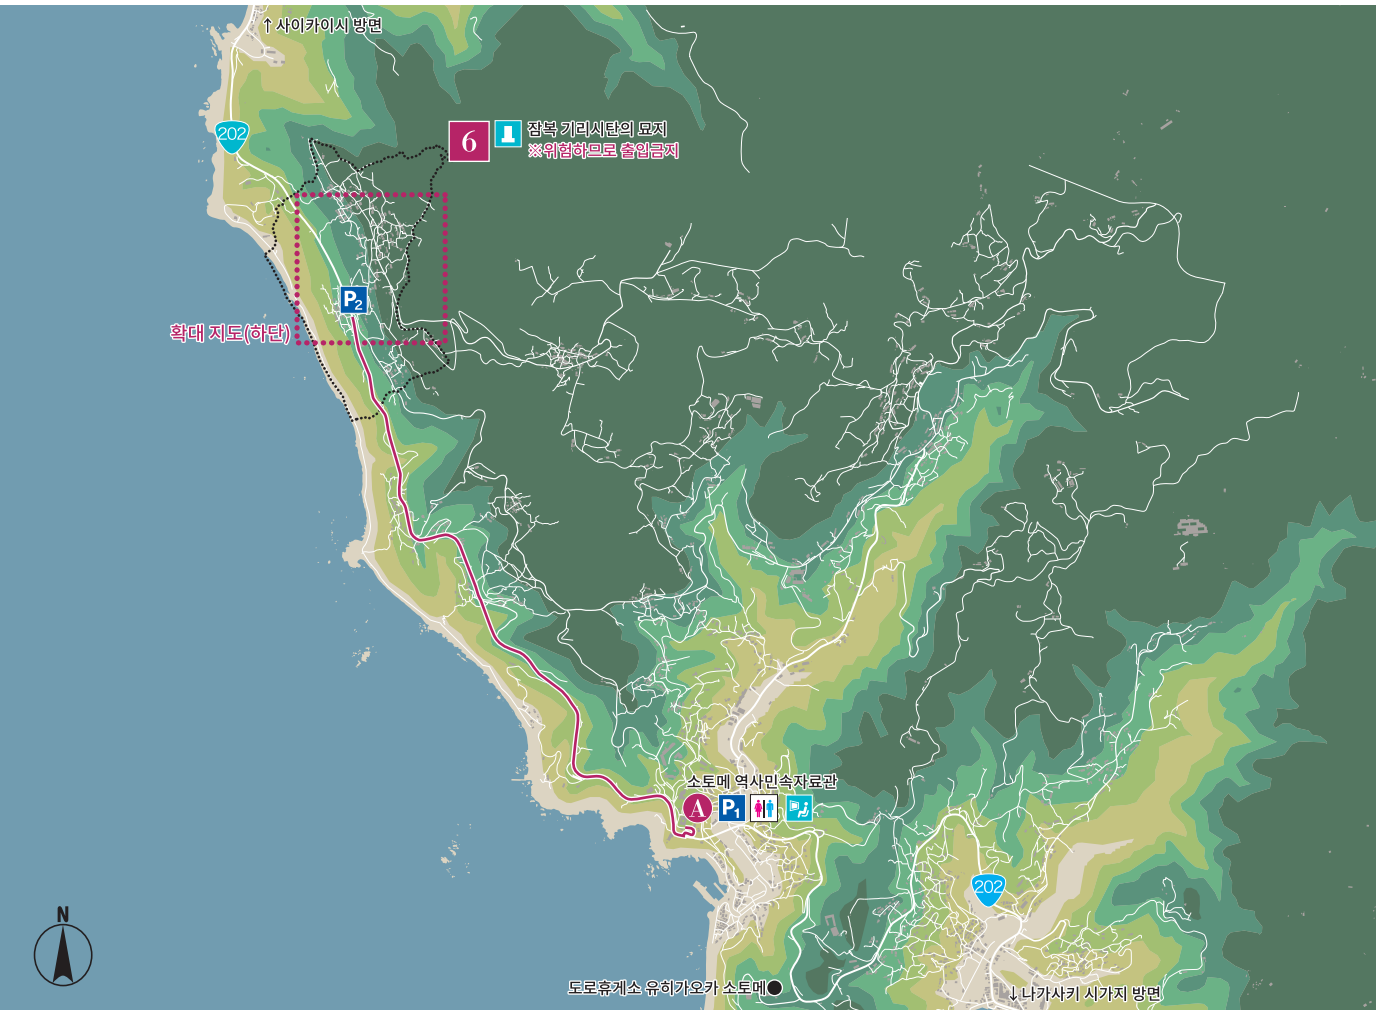 ↑사이카이시 방면
202
6
잠복 기리시탄의 묘지
※위험하므로 출입금지
P2
확대 지도(하단)
소토메 역사민속자료관
A
P1
202
N
도로휴게소 유히가오카 소토메
↓나가사키 시가지 방면